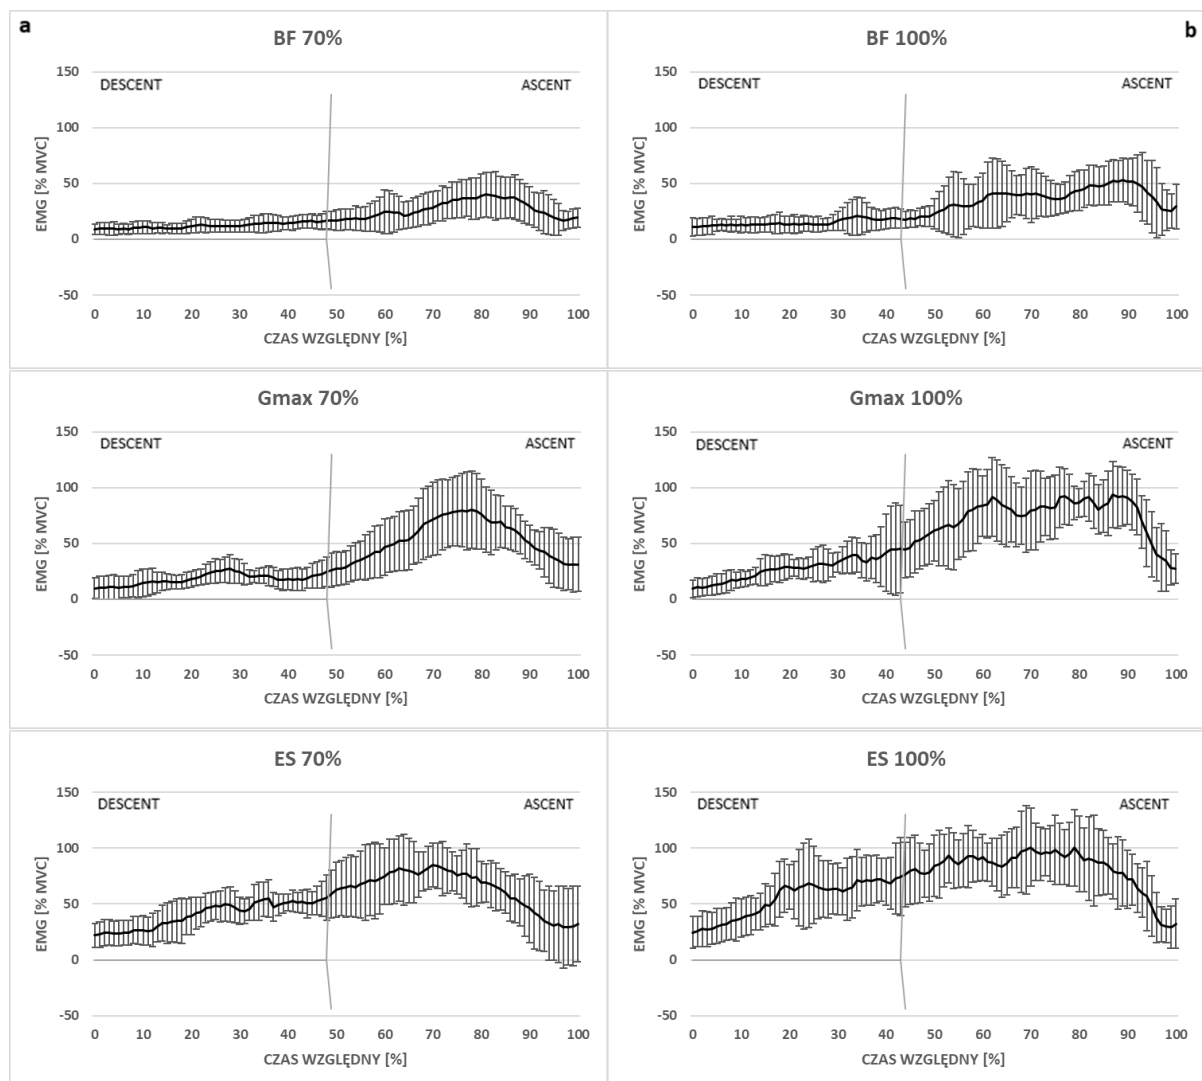 a
BF 70%
150
100
50
0
-50
EMG [% MVC]
DESCENT
ASCENT
0 10 20 30 40 50 60 70 80 90 100
CZAS WZGLĘDNY [%]
b
BF 100%
150
100
50
0
-50
EMG [% MVC]
DESCENT
ASCENT
0 10 20 30 40 50 60 70 80 90 100
CZAS WZGLĘDNY [%]
Gmax 70%
150
100
50
0
-50
EMG [% MVC]
DESCENT
ASCENT
0 10 20 30 40 50 60 70 80 90 100
CZAS WZGLĘDNY [%]
Gmax 100%
150
100
50
0
-50
EMG [% MVC]
DESCENT
ASCENT
0 10 20 30 40 50 60 70 80 90 100
CZAS WZGLĘDNY [%]
ES 70%
150
100
50
0
-50
EMG [% MVC]
DESCENT
ASCENT
0 10 20 30 40 50 60 70 80 90 100
CZAS WZGLĘDNY [%]
ES 100%
150
100
50
0
-50
EMG [% MVC]
DESCENT
ASCENT
0 10 20 30 40 50 60 70 80 90 100
CZAS WZGLĘDNY [%]